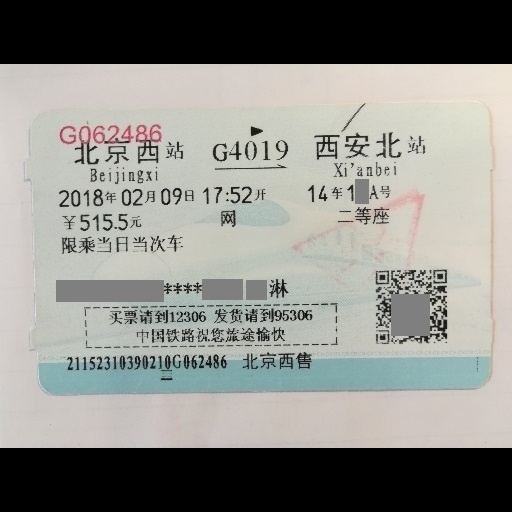 G062486
北京西站 G4019 西安北站
Beijingxi Xi'anbei
2018年02月09日17:52开 14车1 A号
￥515.5元 网 二等座
限乘当日当次车
**** 淋
买票请到12306 发货请到95306
中国铁路祝您旅途愉快
21152310390210G062486 北京西售